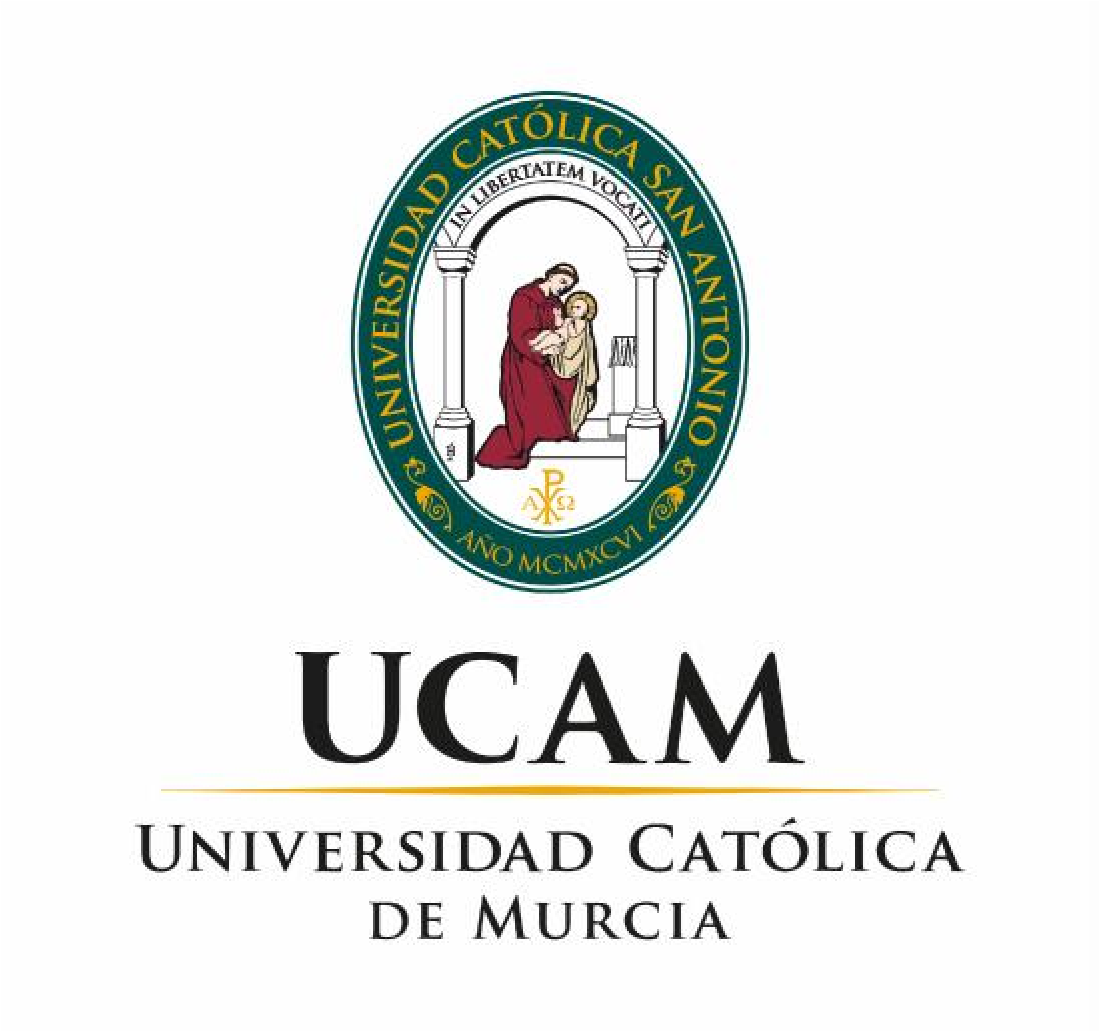 UNIVERSIDAD CATÓLICA SAN ANTONIO
IN LIBERTATEM VOCATI
A Ω
AÑO MCMXCVI
UCAM
UNIVERSIDAD CATÓLICA
DE MURCIA